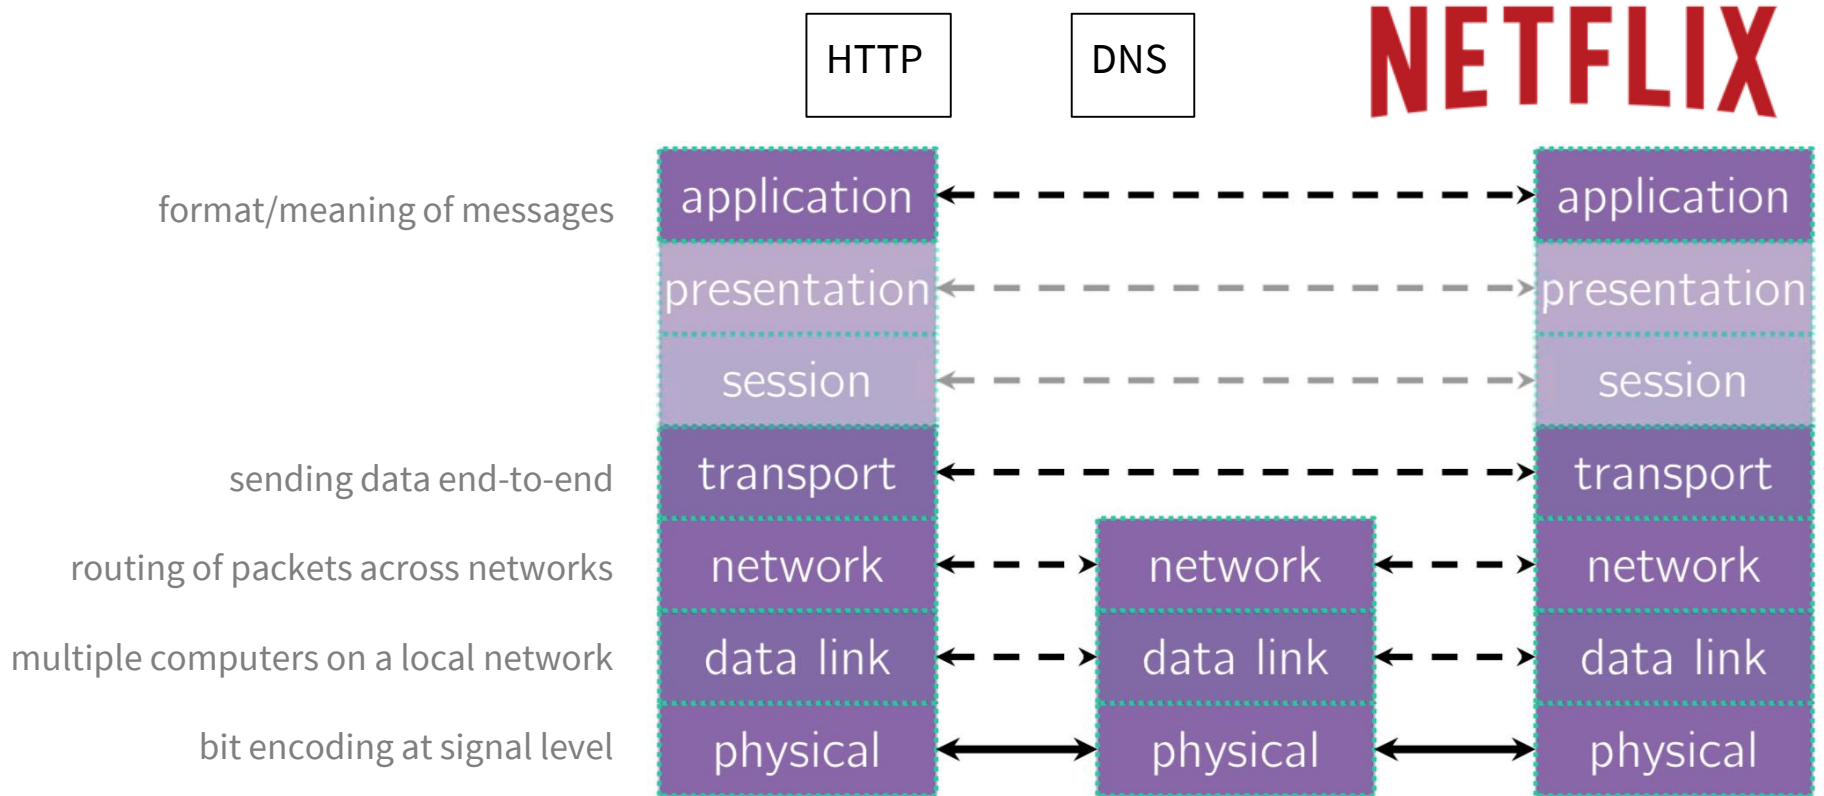 HTTP
DNS
NETFLIX
format/meaning of messages
application
application
presentation
presentation
session
session
sending data end-to-end
transport
transport
routing of packets across networks
network
network
network
multiple computers on a local network
data link
data link
data link
bit encoding at signal level
physical
physical
physical